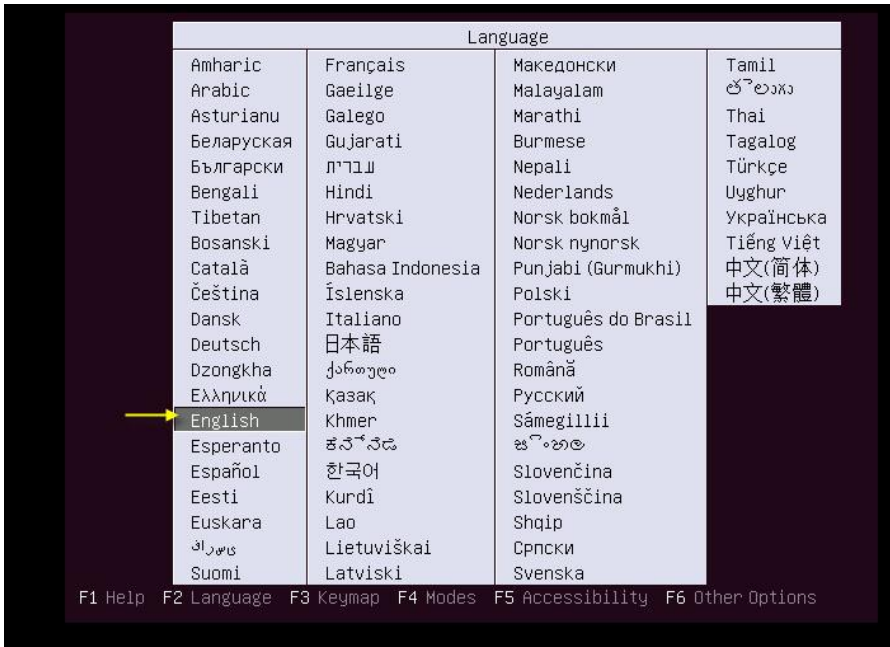 Language
Amharic
Arabic
Asturianu
Беларуская
Български
Bengali
Tibetan
Bosanski
Català
Čeština
Dansk
Deutsch
Dzongkha
Ελληνικά
English
Esperanto
Español
Eesti
Euskara
فارسی
Suomi
Français
Gaeilge
Galego
Gujarati
עברית
Hindi
Hrvatski
Magyar
Bahasa Indonesia
Íslenska
Italiano
日本語
ქართული
Қазақ
Khmer
ಕನ್ನಡ
한국어
Kurdî
Lao
Lietuviškai
Latviski
Македонски
Malayalam
Marathi
Burmese
Nepali
Nederlands
Norsk bokmål
Norsk nynorsk
Punjabi (Gurmukhi)
Polski
Português do Brasil
Português
Română
Русский
Sámegillii
සිංහල
Slovenčina
Slovenščina
Shqip
Српски
Svenska
Tamil
తెలుగు
Thai
Tagalog
Türkçe
Uyghur
Українська
Tiếng Việt
中文(简体)
中文(繁體)
F1 Help F2 Language F3 Keymap F4 Modes F5 Accessibility F6 Other Options